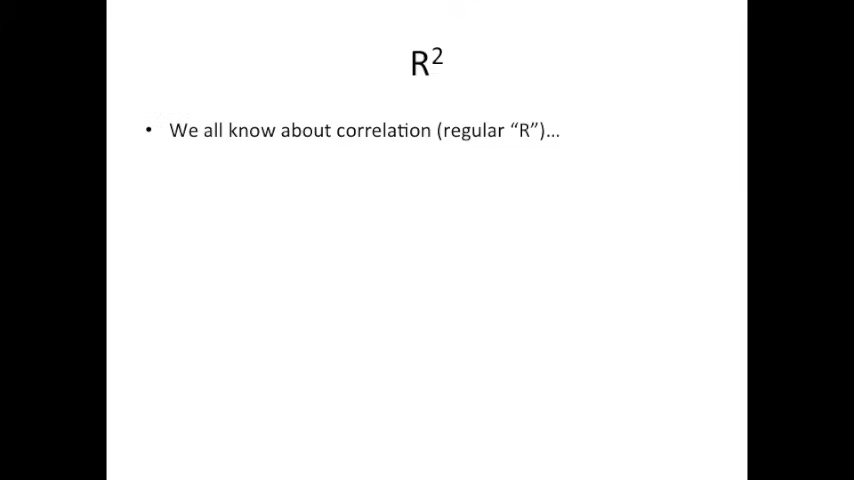 R²
• We all know about correlation (regular “R”)...